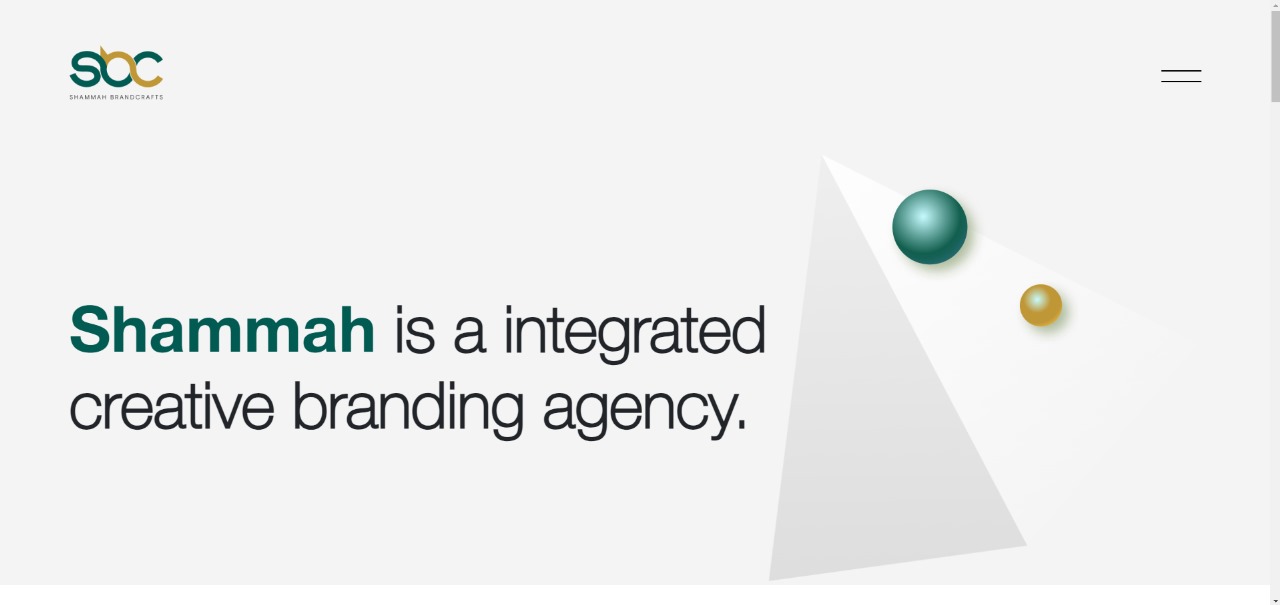 sbc
SHAMMAH BRANDCRAFTS
Shammah is a integrated
creative branding agency.